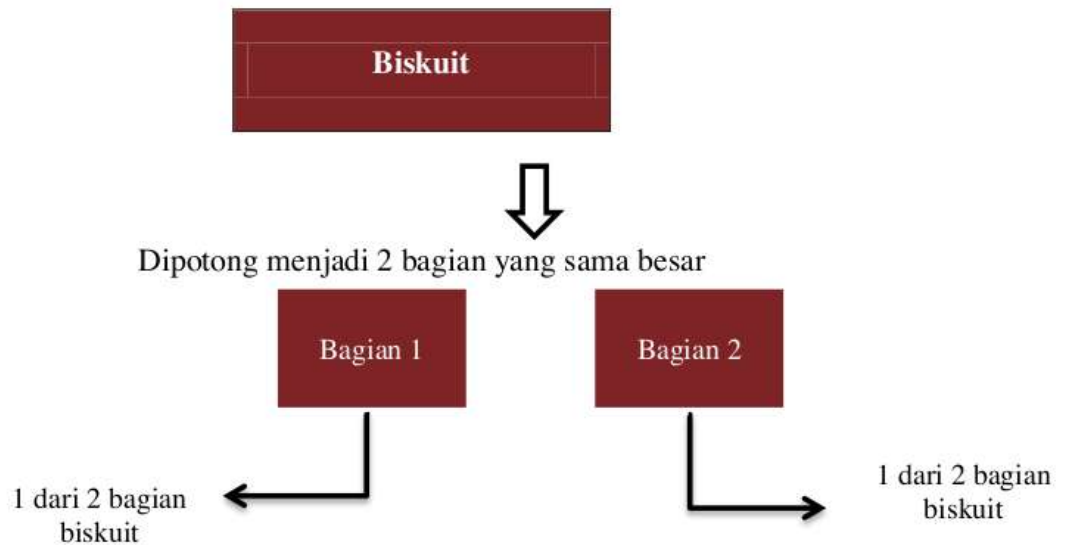 Biskuit
Dipotong menjadi 2 bagian yang sama besar
Bagian 1
Bagian 2
1 dari 2 bagian
biskuit
1 dari 2 bagian
biskuit